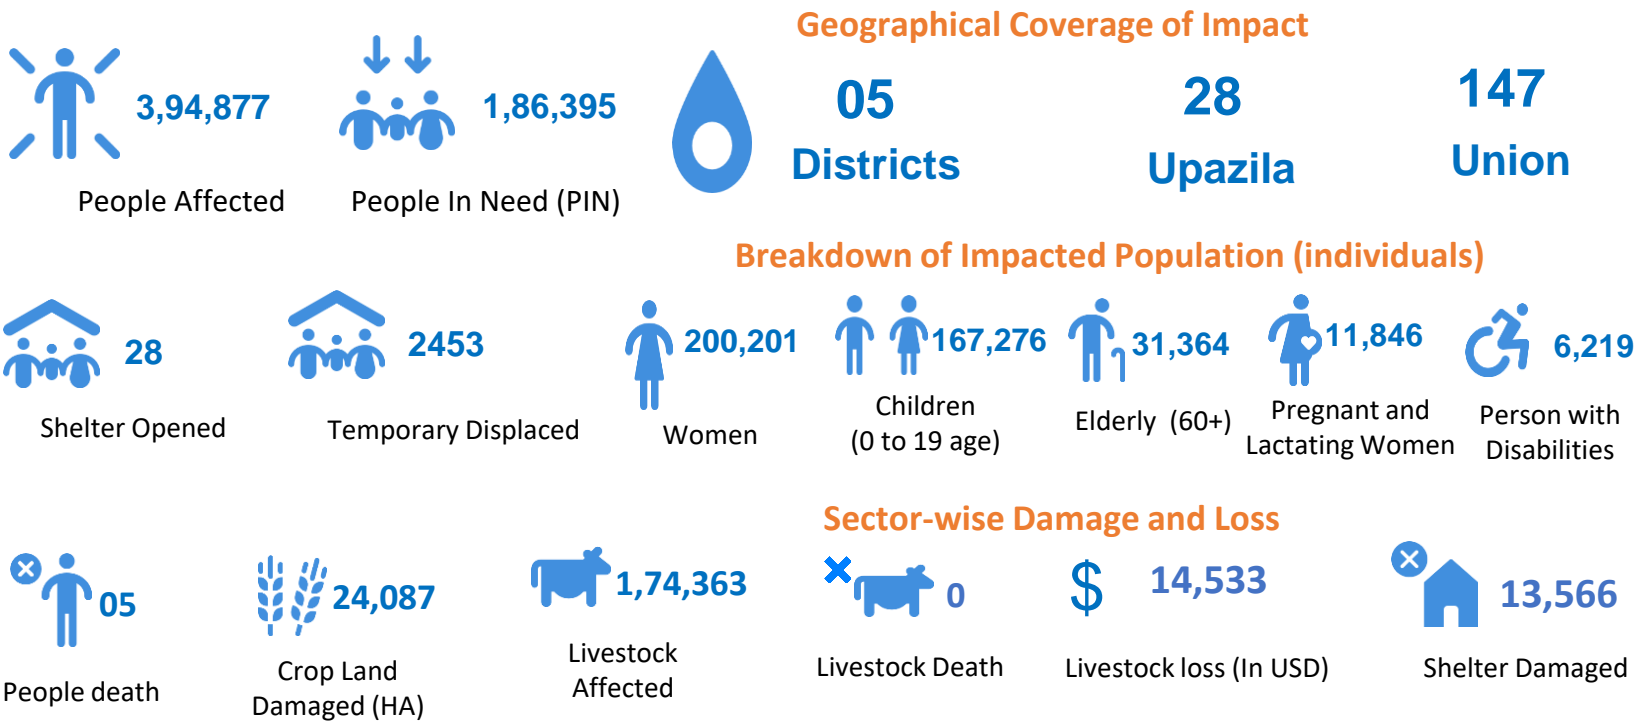 Geographical Coverage of Impact
3,94,877
People Affected
1,86,395
People In Need (PIN)
05
Districts
28
Upazila
147
Union
Breakdown of Impacted Population (individuals)
28
Shelter Opened
2453
Temporary Displaced
200,201
Women
167,276
Children
(0 to 19 age)
31,364
Elderly (60+)
11,846
Pregnant and
Lactating Women
6,219
Person with
Disabilities
Sector-wise Damage and Loss
05
People death
24,087
Crop Land
Damaged (HA)
1,74,363
Livestock
Affected
0
Livestock Death
$ 14,533
Livestock loss (In USD)
13,566
Shelter Damaged